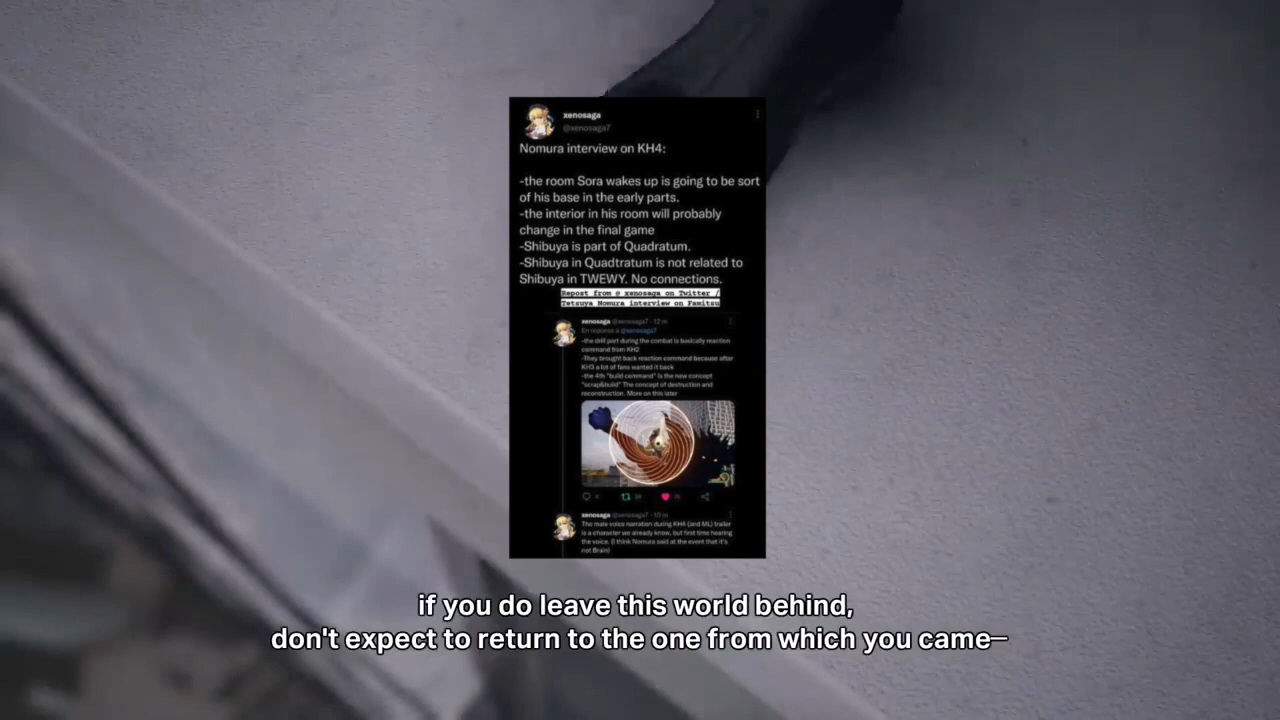 xenosaga
@xenosaga7
Nomura interview on KH4:
-the room Sora wakes up is going to be sort
of his base in the early parts.
-the interior in his room will probably
change in the final game
-Shibuya is part of Quadratum.
-Shibuya in Quadtratum is not related to
Shibuya in TWEWY. No connections.
Repost from @ xenosaga on Twitter /
Tetsuya Nomura interview on Famitsu
xenosaga @xenosaga7 · 12 m
En réponse à @xenosaga7
-the drill part during the combat is basically reaction
command from KH2
-They brought back reaction command because after
KH3 a lot of fans wanted it back
-the 4th "build command" is the new concept
"scrap&build" The concept of destruction and
reconstruction. More on this later
xenosaga @xenosaga7 · 10 m
The male voice narration during KH4 (and ML) trailer
is a character we already know, but first time hearing
the voice. (I think Nomura said at the event that it's
not Brain)
if you do leave this world behind,
don't expect to return to the one from which you came—